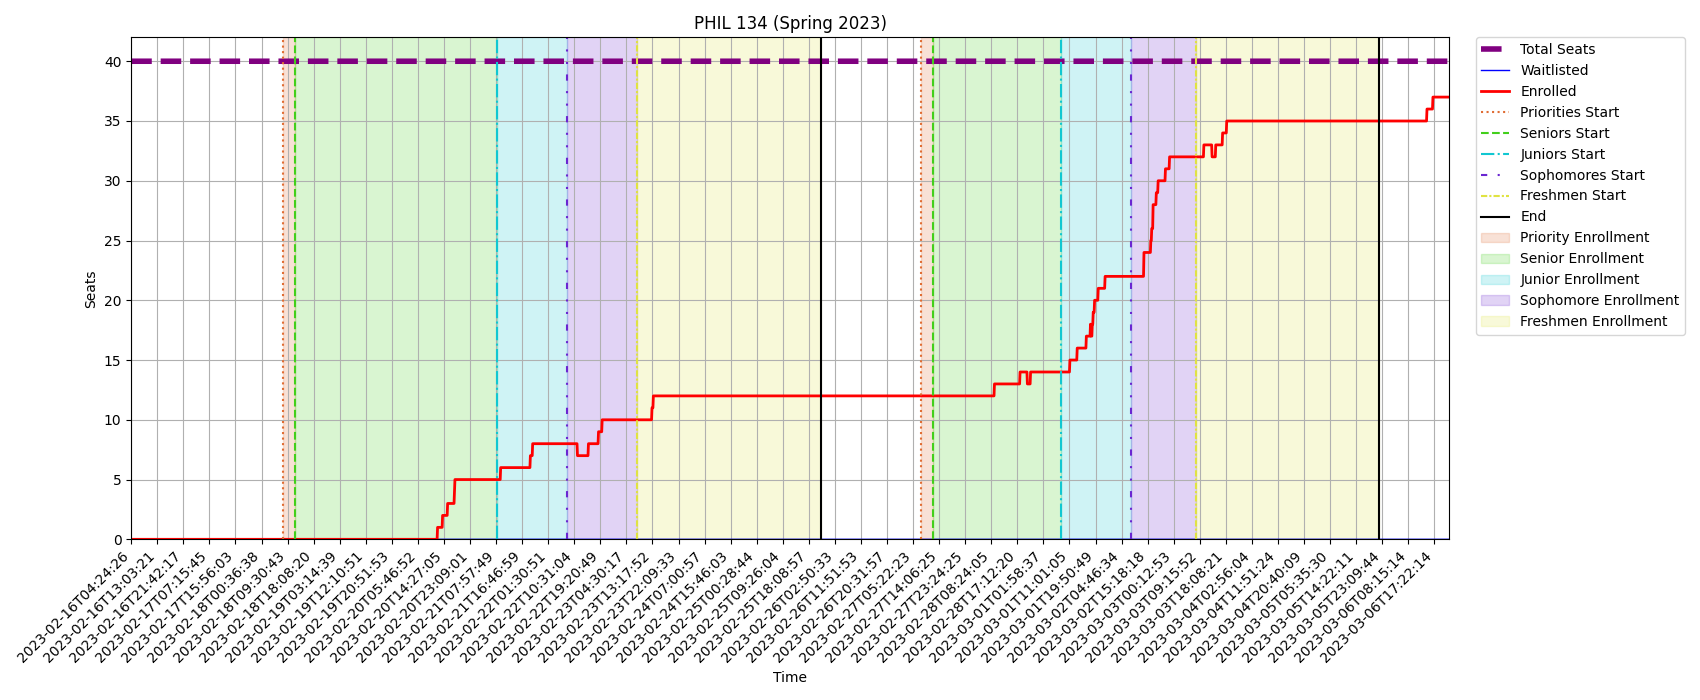 PHIL 134 (Spring 2023)
Seats
40
35
30
25
20
15
10
5
0
2023-02-16T04:24:26
2023-02-16T13:03:21
2023-02-16T21:42:17
2023-02-17T07:15:45
2023-02-17T15:56:03
2023-02-18T00:36:38
2023-02-18T09:30:43
2023-02-18T18:08:20
2023-02-19T03:14:39
2023-02-19T12:10:51
2023-02-19T20:51:53
2023-02-20T05:46:52
2023-02-20T14:27:05
2023-02-20T23:09:01
2023-02-21T07:57:49
2023-02-21T16:46:59
2023-02-22T01:30:51
2023-02-22T10:31:04
2023-02-22T19:20:49
2023-02-23T04:30:17
2023-02-23T13:17:52
2023-02-23T22:09:33
2023-02-24T07:00:57
2023-02-24T15:46:03
2023-02-25T00:28:44
2023-02-25T09:26:04
2023-02-25T18:08:57
2023-02-26T02:50:33
2023-02-26T11:51:53
2023-02-26T20:31:57
2023-02-27T05:22:23
2023-02-27T14:06:25
2023-02-27T23:24:25
2023-02-28T08:24:05
2023-02-28T17:12:20
2023-03-01T01:58:37
2023-03-01T11:01:05
2023-03-01T19:50:49
2023-03-02T04:46:34
2023-03-02T15:18:18
2023-03-03T00:12:53
2023-03-03T09:15:52
2023-03-03T18:08:21
2023-03-04T02:56:04
2023-03-04T11:51:24
2023-03-04T20:40:09
2023-03-05T05:35:30
2023-03-05T14:22:11
2023-03-05T23:09:44
2023-03-06T08:15:14
2023-03-06T17:22:14
Time
Total Seats
Waitlisted
Enrolled
Priorities Start
Seniors Start
Juniors Start
Sophomores Start
Freshmen Start
End
Priority Enrollment
Senior Enrollment
Junior Enrollment
Sophomore Enrollment
Freshmen Enrollment